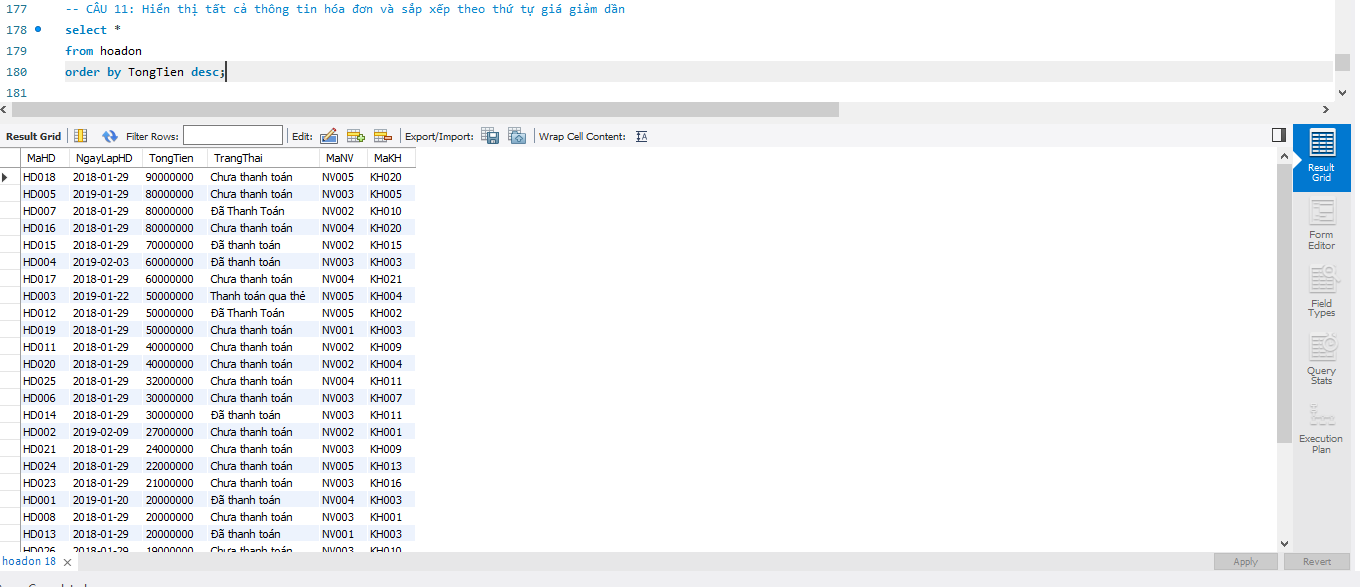 177 -- CÂU 11: Hiển thị tất cả thông tin hóa đơn và sắp xếp theo thứ tự giá giảm dần
178 select *
179 from hoadon
180 order by TongTien desc;
181
Result Grid Filter Rows: Edit: Export/Import: Wrap Cell Content:
MaHD NgayLapHD TongTien TrangThai MaNV MaKH
HD018 2018-01-29 90000000 Chưa thanh toán NV005 KH020
HD005 2019-01-29 80000000 Chưa thanh toán NV003 KH005
HD007 2018-01-29 80000000 Đã Thanh Toán NV002 KH010
HD016 2018-01-29 80000000 Chưa thanh toán NV004 KH020
HD015 2018-01-29 70000000 Đã thanh toán NV002 KH015
HD004 2019-02-03 60000000 Đã thanh toán NV003 KH003
HD017 2018-01-29 60000000 Chưa thanh toán NV004 KH021
HD003 2019-01-22 50000000 Thanh toán qua thẻ NV005 KH004
HD012 2018-01-29 50000000 Đã Thanh Toán NV005 KH002
HD019 2018-01-29 50000000 Chưa thanh toán NV001 KH003
HD011 2018-01-29 40000000 Chưa thanh toán NV002 KH009
HD020 2018-01-29 40000000 Chưa thanh toán NV002 KH004
HD025 2018-01-29 32000000 Chưa thanh toán NV004 KH011
HD006 2018-01-29 30000000 Chưa thanh toán NV003 KH007
HD014 2018-01-29 30000000 Đã thanh toán NV003 KH011
HD002 2019-02-09 27000000 Chưa thanh toán NV002 KH001
HD021 2018-01-29 24000000 Chưa thanh toán NV003 KH009
HD024 2018-01-29 22000000 Chưa thanh toán NV005 KH013
HD023 2018-01-29 21000000 Chưa thanh toán NV003 KH016
HD001 2019-01-20 20000000 Đã thanh toán NV004 KH003
HD008 2018-01-29 20000000 Chưa thanh toán NV003 KH001
HD013 2018-01-29 20000000 Đã thanh toán NV001 KH003
HD026 2018-01-29 19000000 Chưa thanh toán NV003 KH010
Result
Grid
Form
Editor
Field
Types
Query
Stats
Execution
Plan
hoadon 18
Apply Revert